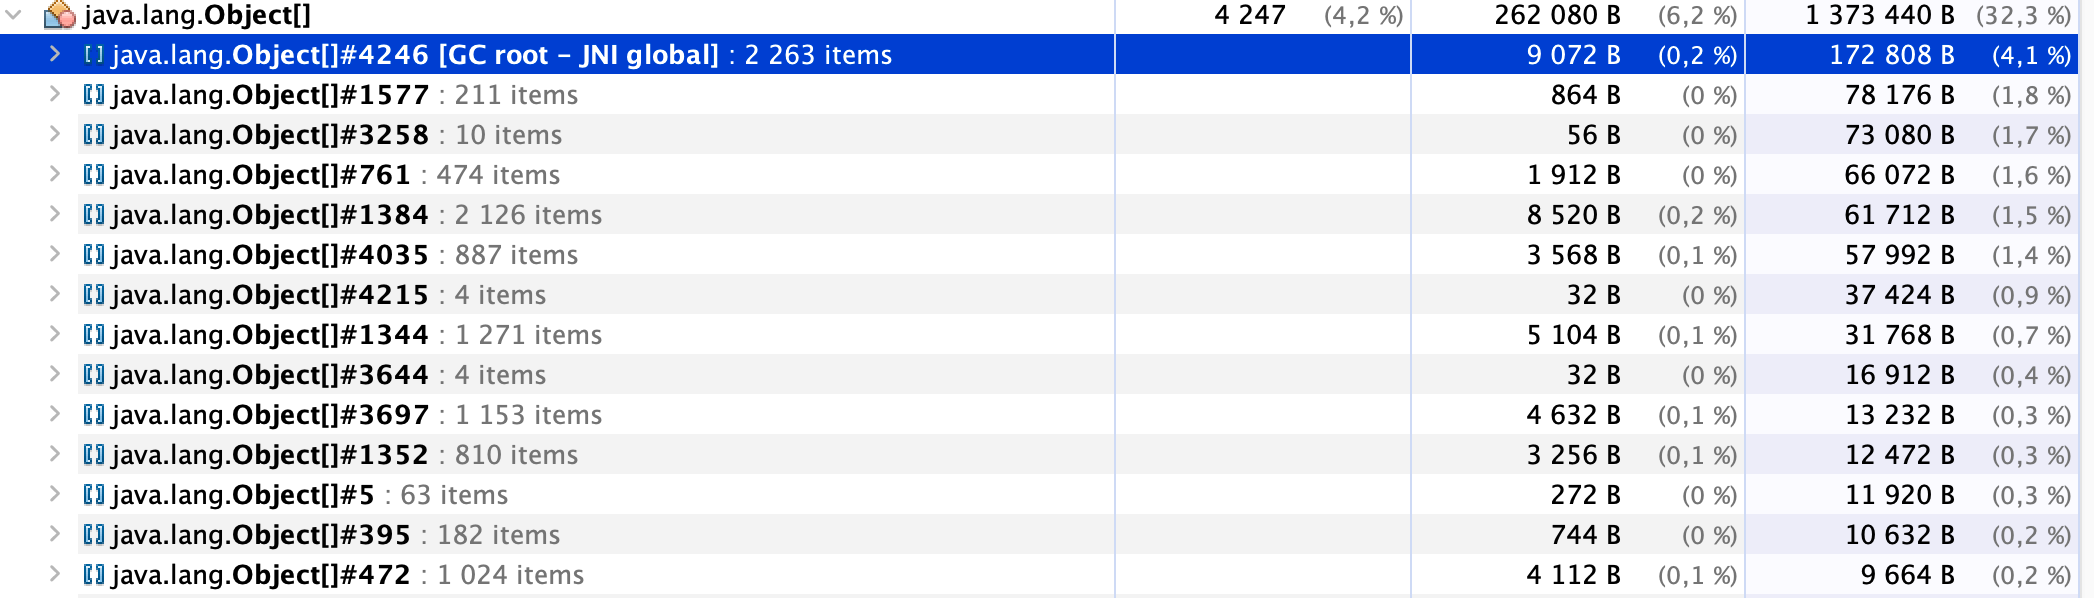 java.lang.Object[] 4 247 (4,2 %) 262 080 B (6,2 %) 1 373 440 B (32,3 %)
java.lang.Object[]#4246 [GC root – JNI global] : 2 263 items 9 072 B (0,2 %) 172 808 B (4,1 %)
java.lang.Object[]#1577 : 211 items 864 B (0 %) 78 176 B (1,8 %)
java.lang.Object[]#3258 : 10 items 56 B (0 %) 73 080 B (1,7 %)
java.lang.Object[]#761 : 474 items 1 912 B (0 %) 66 072 B (1,6 %)
java.lang.Object[]#1384 : 2 126 items 8 520 B (0,2 %) 61 712 B (1,5 %)
java.lang.Object[]#4035 : 887 items 3 568 B (0,1 %) 57 992 B (1,4 %)
java.lang.Object[]#4215 : 4 items 32 B (0 %) 37 424 B (0,9 %)
java.lang.Object[]#1344 : 1 271 items 5 104 B (0,1 %) 31 768 B (0,7 %)
java.lang.Object[]#3644 : 4 items 32 B (0 %) 16 912 B (0,4 %)
java.lang.Object[]#3697 : 1 153 items 4 632 B (0,1 %) 13 232 B (0,3 %)
java.lang.Object[]#1352 : 810 items 3 256 B (0,1 %) 12 472 B (0,3 %)
java.lang.Object[]#5 : 63 items 272 B (0 %) 11 920 B (0,3 %)
java.lang.Object[]#395 : 182 items 744 B (0 %) 10 632 B (0,2 %)
java.lang.Object[]#472 : 1 024 items 4 112 B (0,1 %) 9 664 B (0,2 %)